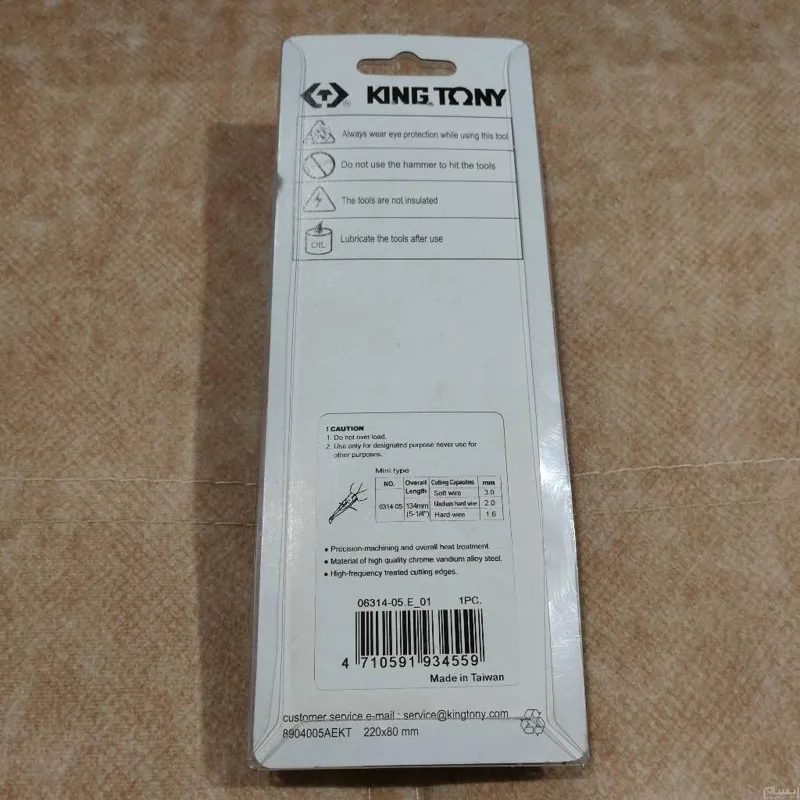 KING TONY
Always wear eye protection while using this tool
Do not use the hammer to hit the tools
The tools are not insulated
OIL
Lubricate the tools after use
! CAUTION
1. Do not over load.
2. Use only for designated purpose never use for
other purposes.
Mini type
NO. Overall Length Cutting Capacities mm
6314-05 134mm (5-1/4") Soft wire 3.0
Medium hard wire 2.0
Hard wire 1.6
• Precision-machining and overall heat treatment.
• Material of high quality chrome vandium alloy steel.
• High-frequency treated cutting edges.
06314-05.E_01 1PC.
4 710591 934559
Made in Taiwan
customer service e-mail : service@kingtony.com
8904005AEKT 220x80 mm